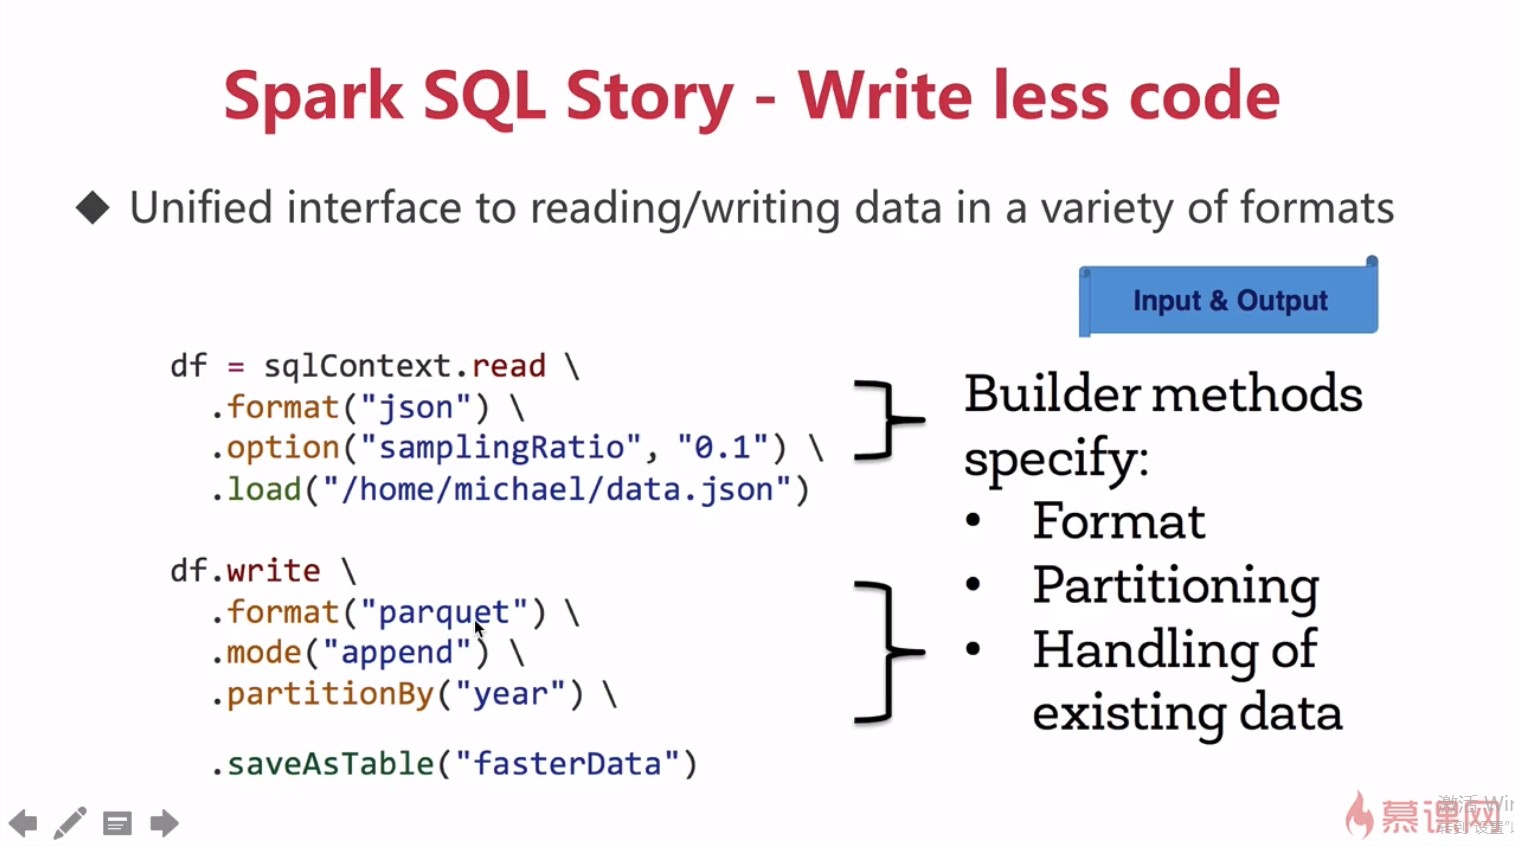 Spark SQL Story - Write less code
◆ Unified interface to reading/writing data in a variety of formats
Input & Output
df = sqlContext.read \
.format("json") \
.option("samplingRatio", "0.1") \
.load("/home/michael/data.json")
df.write \
.format("parquet") \
.mode("append") \
.partitionBy("year") \
.saveAsTable("fasterData")
Builder methods
specify:
• Format
• Partitioning
• Handling of
existing data
慕课网
激活 Win
转到"设置"以